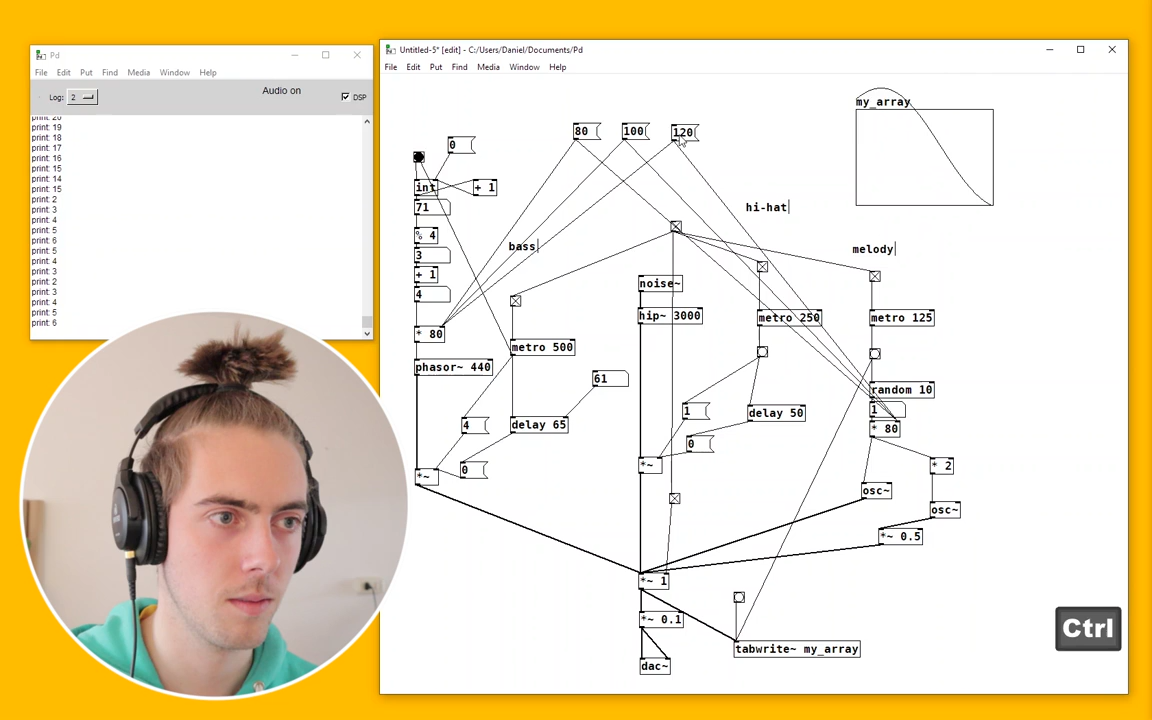 Pd
File Edit Put Find Media Window Help
Log: 2
Audio on
DSP
print: 20
print: 19
print: 18
print: 17
print: 16
print: 15
print: 14
print: 15
print: 2
print: 3
print: 4
print: 5
print: 6
print: 5
print: 4
print: 3
print: 2
print: 3
print: 4
print: 5
print: 6
Untitled-5* [edit] - C:/Users/Daniel/Documents/Pd
File Edit Put Find Media Window Help
my_array
80
100
120
0
int
+ 1
71
hi-hat
% 4
bass
melody
3
+ 1
noise~
4
hip~ 3000
metro 250
metro 125
* 80
metro 500
phasor~ 440
61
random 10
1
1
4
delay 65
delay 50
* 80
0
0
*~
*~
* 2
osc~
osc~
*~ 0.5
*~ 1
*~ 0.1
tabwrite~ my_array
dac~
Ctrl